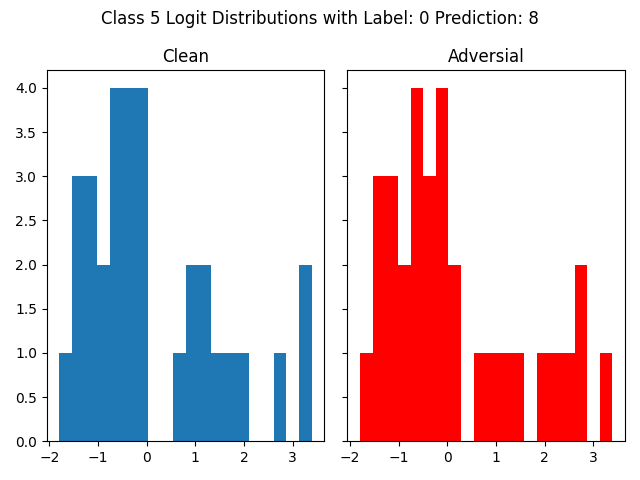 Class 5 Logit Distributions with Label: 0 Prediction: 8
Clean
Adversial
4.0
3.5
3.0
2.5
2.0
1.5
1.0
0.5
0.0
−2 −1 0 1 2 3
−2 −1 0 1 2 3